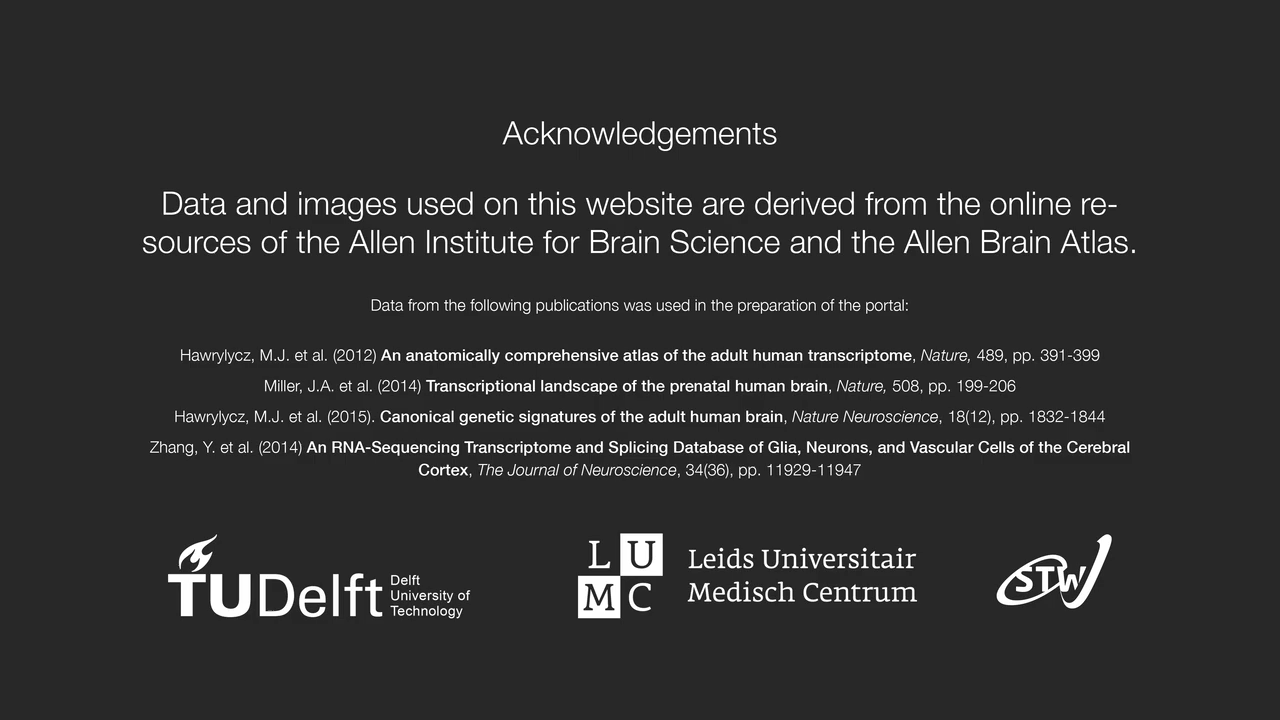 Acknowledgements
Data and images used on this website are derived from the online re-
sources of the Allen Institute for Brain Science and the Allen Brain Atlas.
Data from the following publications was used in the preparation of the portal:
Hawrylycz, M.J. et al. (2012) An anatomically comprehensive atlas of the adult human transcriptome, Nature, 489, pp. 391-399
Miller, J.A. et al. (2014) Transcriptional landscape of the prenatal human brain, Nature, 508, pp. 199-206
Hawrylycz, M.J. et al. (2015). Canonical genetic signatures of the adult human brain, Nature Neuroscience, 18(12), pp. 1832-1844
Zhang, Y. et al. (2014) An RNA-Sequencing Transcriptome and Splicing Database of Glia, Neurons, and Vascular Cells of the Cerebral
Cortex, The Journal of Neuroscience, 34(36), pp. 11929-11947
TUDelft
Delft
University of
Technology
L U
M C
Leids Universitair
Medisch Centrum
STW